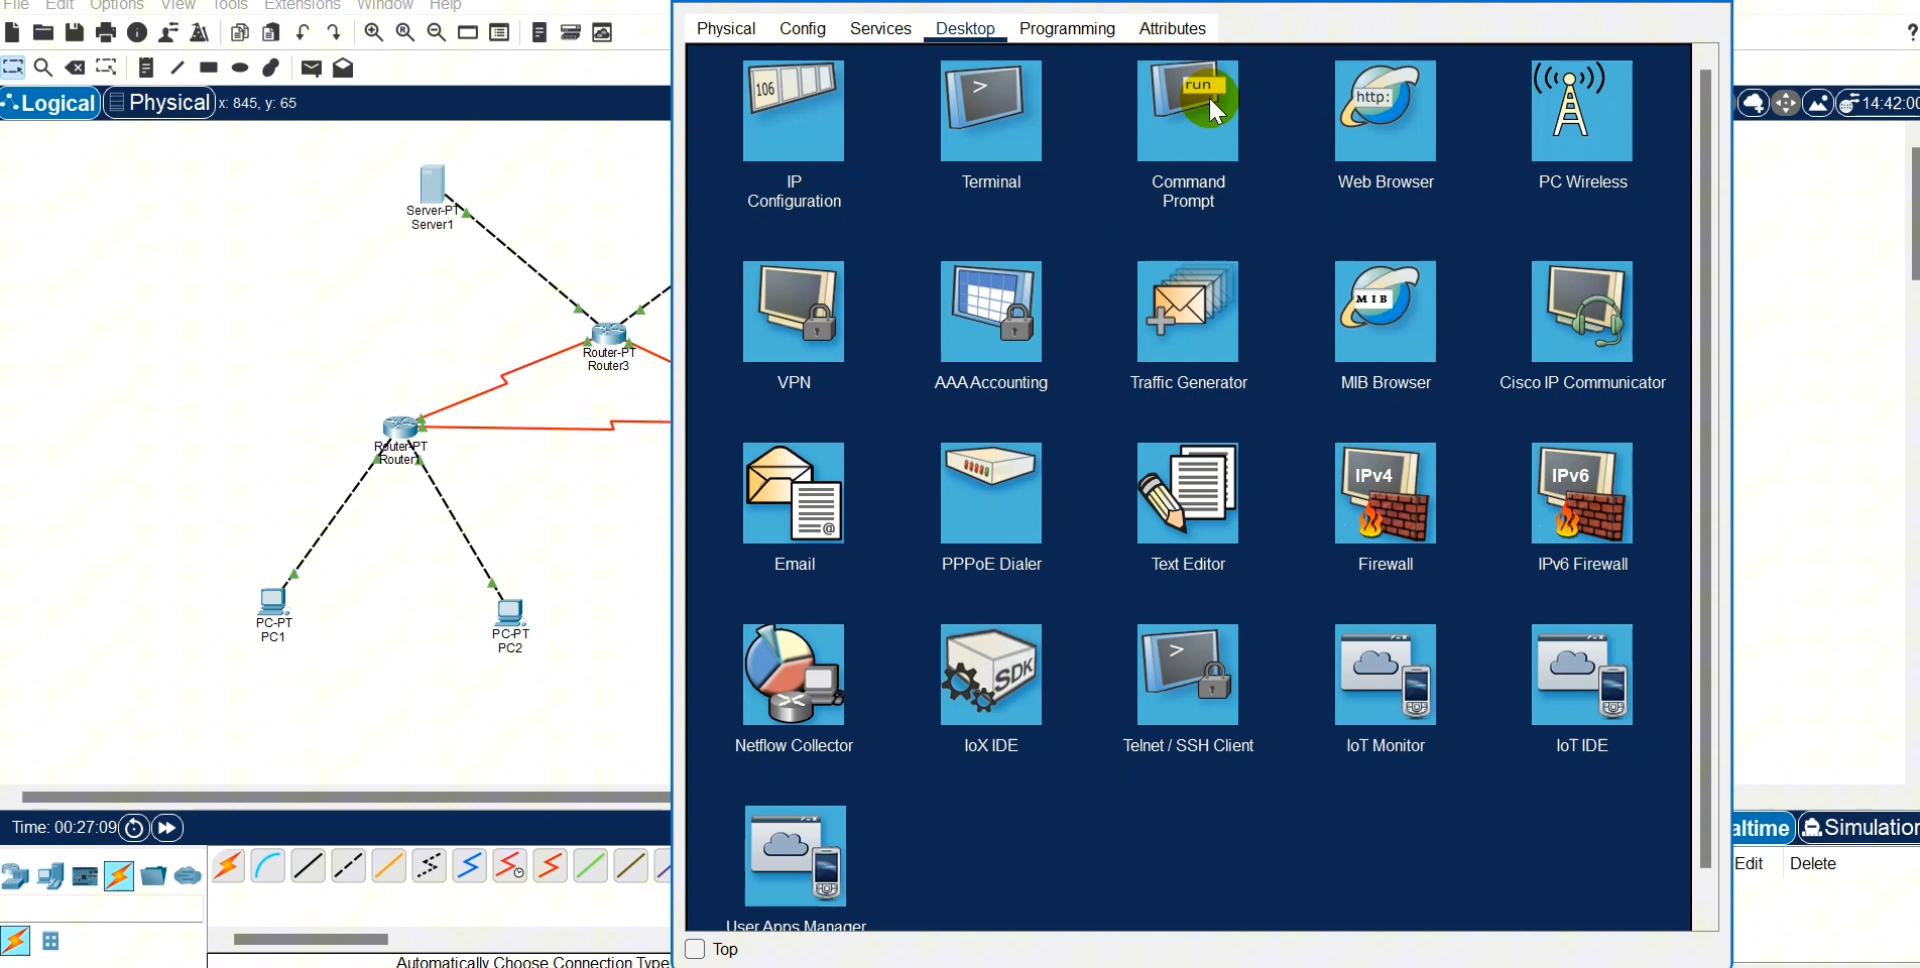 File Edit Options View Tools Extensions Window Help
Logical
Physical
x: 845, y: 65
Server-PT
Server1
Router-PT
Router3
Router-PT
Router1
PC-PT
PC1
PC-PT
PC2
Time: 00:27:09
Automatically Choose Connection Type
Physical Config Services Desktop Programming Attributes
106
>
run
http:
IP
Configuration
Terminal
Command
Prompt
Web Browser
PC Wireless
MIB
VPN
AAA Accounting
Traffic Generator
MIB Browser
Cisco IP Communicator
@
IPv4
IPv6
Email
PPPoE Dialer
Text Editor
Firewall
IPv6 Firewall
SDK
>
Netflow Collector
IoX IDE
Telnet / SSH Client
IoT Monitor
IoT IDE
User Apps Manager
Top
?
14:42:00
altime
Simulation
Edit
Delete